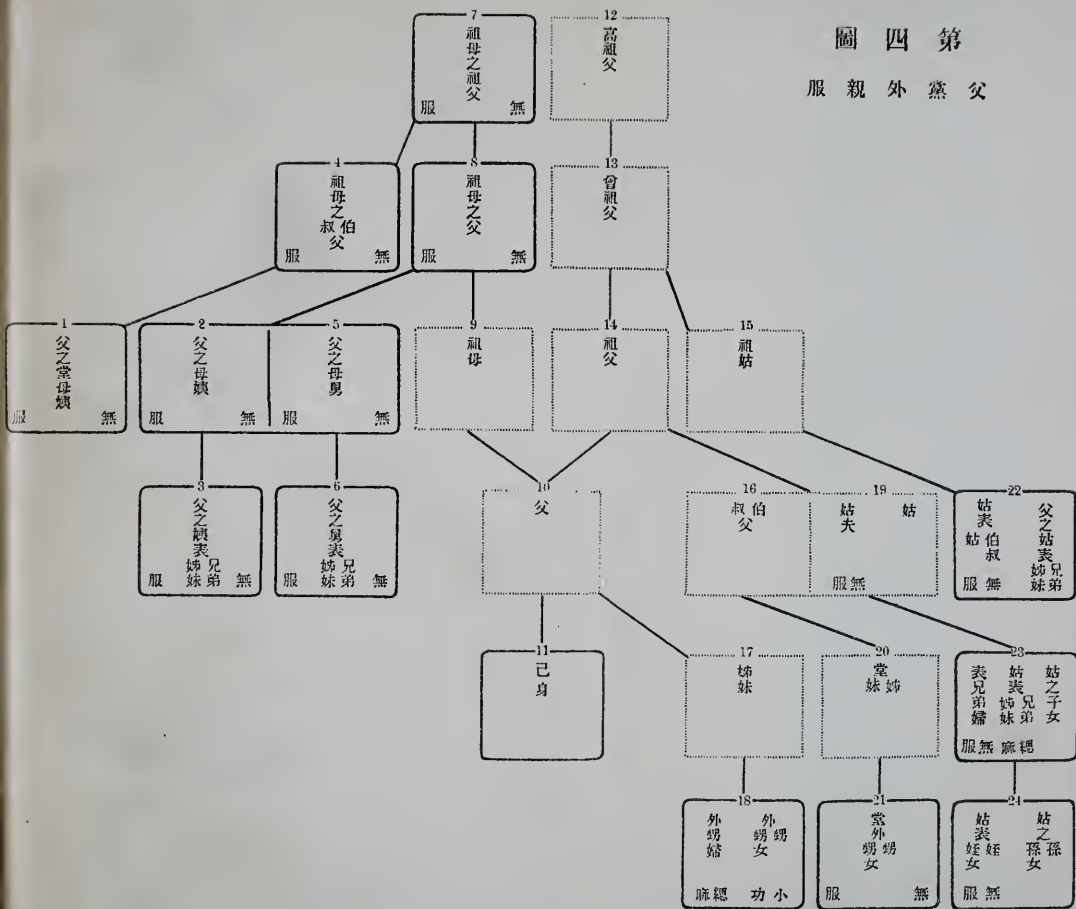 第四圖
父黨外親服
7
祖母之祖父
無服
12
高祖父
4
祖母之伯叔父
無服
8
祖母之父
無服
13
曾祖父
1
父之堂母姨
無服
2
父之母姨
無服
5
父之母舅
無服
9
祖母
14
祖父
15
祖姑
3
父之姨表兄弟姊妹
無服
6
父之舅表兄弟姊妹
無服
10
父
16
伯叔父
19
姑
姑夫
無服
22
父之姑表兄弟姊妹
姑表伯叔姑
無服
11
己身
17
姊妹
20
堂姊妹
23
姑之子女
姑表兄弟姊妹
表兄弟婦
緦麻
無服
18
外甥甥女
外甥婦
小功
緦麻
21
堂外甥甥女
無服
24
姑之孫孫女
姑表姪姪女
無服